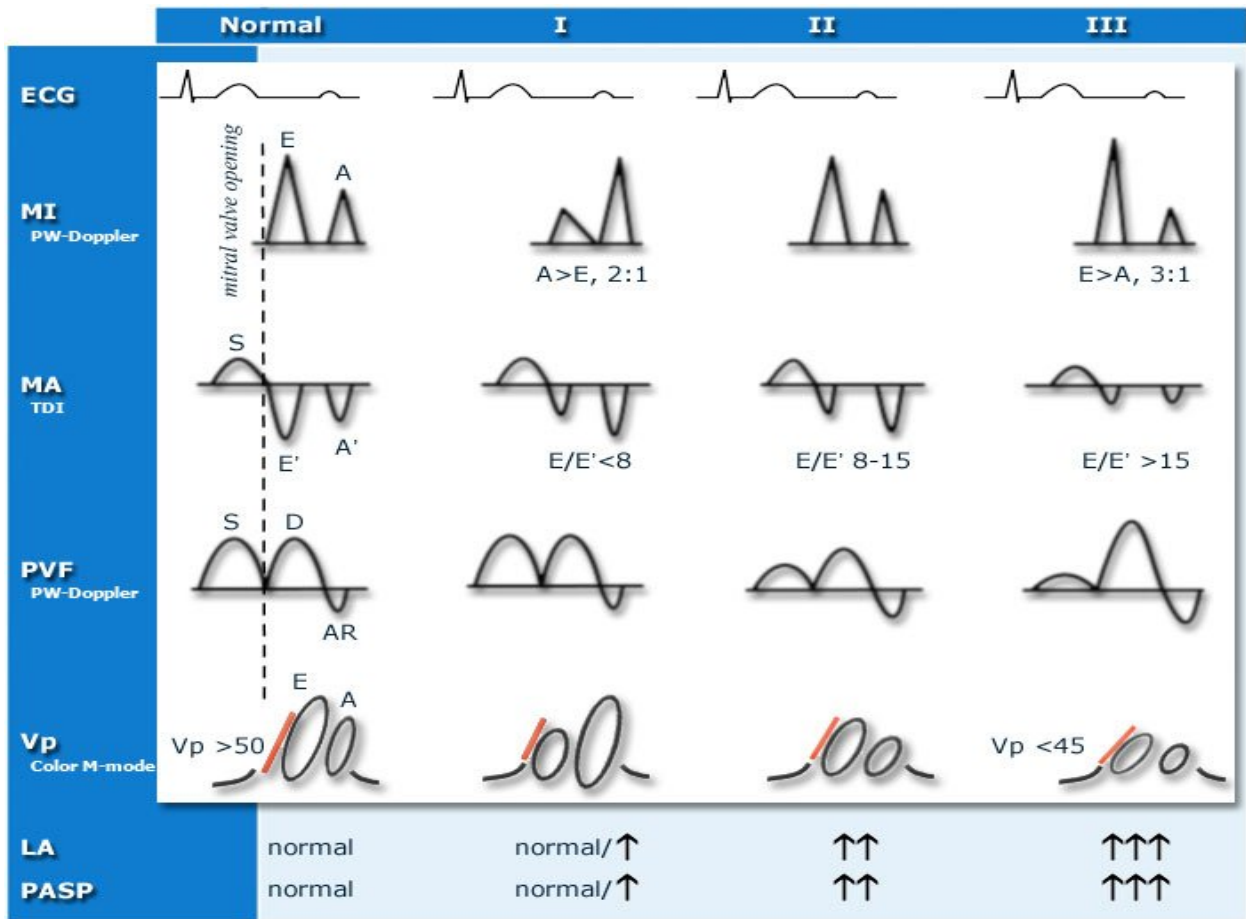 Normal I II III
ECG
mitral valve opening
E
A
MI
PW-Doppler
A>E, 2:1
E>A, 3:1
S
MA
TDI
E'
A'
E/E'<8
E/E' 8-15
E/E' >15
S D
PVF
PW-Doppler
AR
E
A
Vp
Color M-mode
Vp >50
Vp <45
LA normal normal/↑ ↑↑ ↑↑↑
PASP normal normal/↑ ↑↑ ↑↑↑